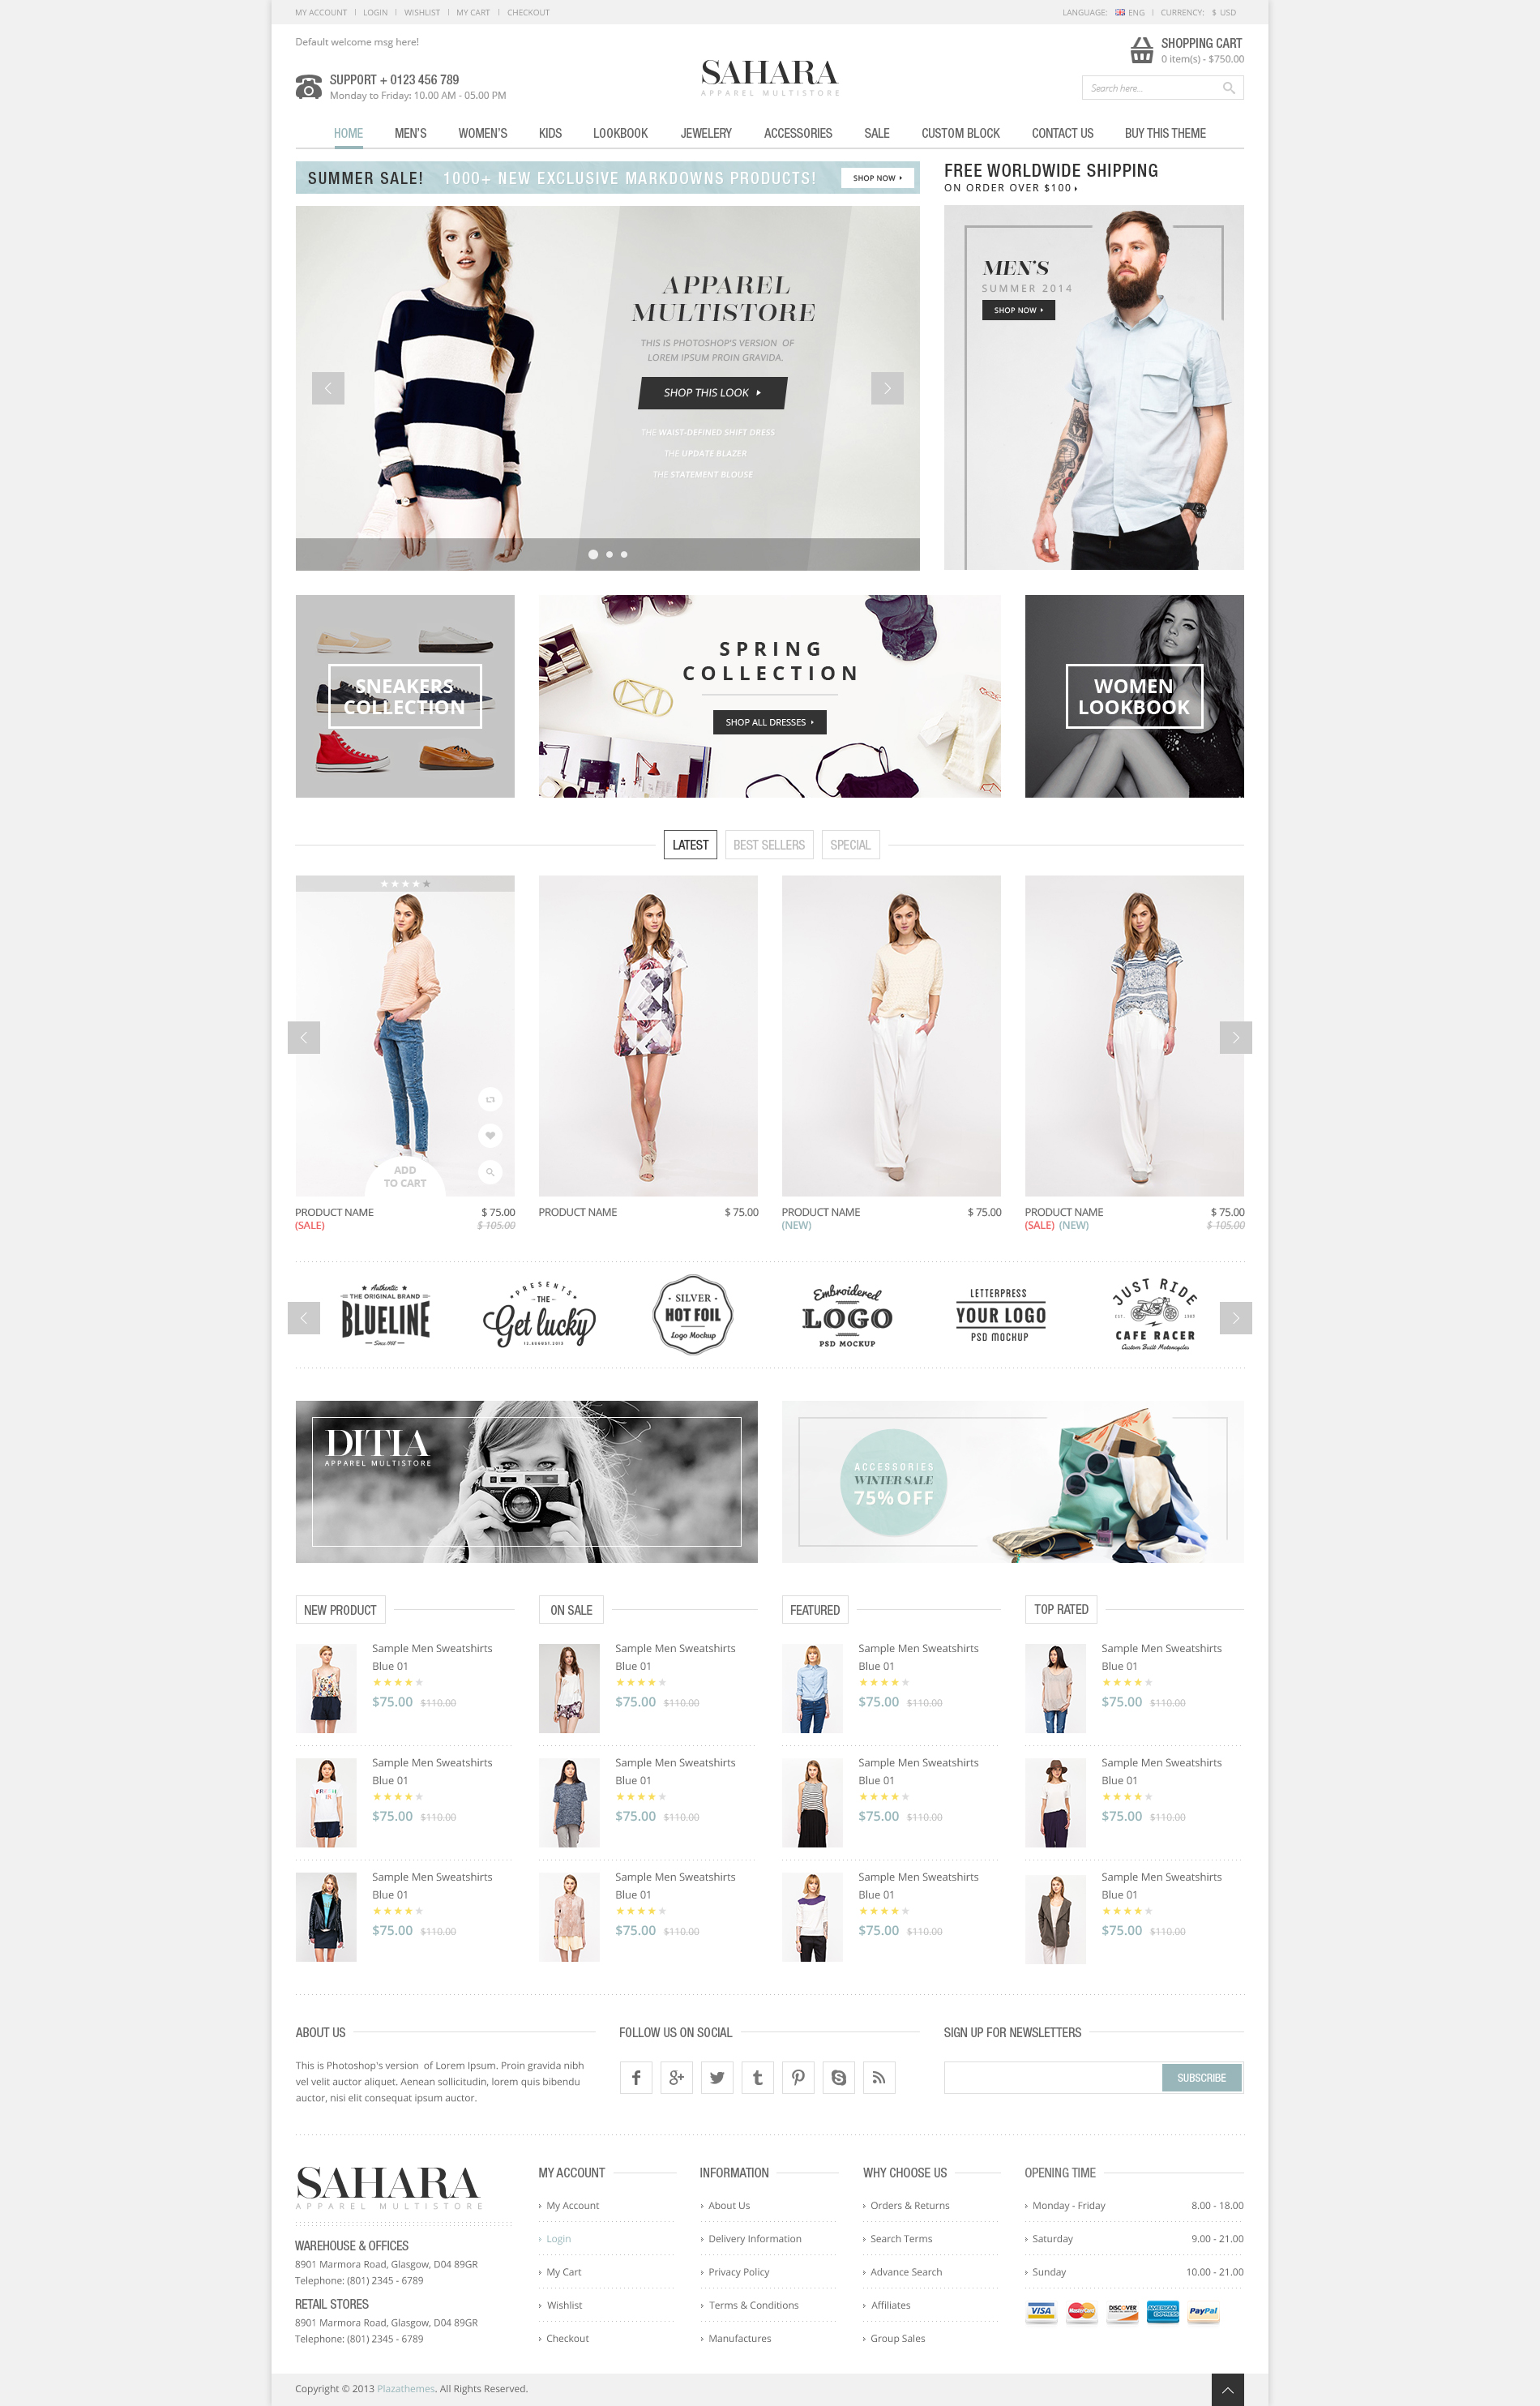 MY ACCOUNT | LOGIN | WISHLIST | MY CART | CHECKOUT
LANGUAGE: ENG | CURRENCY: $ USD
Default welcome msg here!
SUPPORT + 0123 456 789
Monday to Friday: 10.00 AM - 05.00 PM
SAHARA
APPAREL MULTISTORE
SHOPPING CART
0 item(s) - $750.00
Search here...
HOME MEN'S WOMEN'S KIDS LOOKBOOK JEWELERY ACCESSORIES SALE CUSTOM BLOCK CONTACT US BUY THIS THEME
SUMMER SALE! 1000+ NEW EXCLUSIVE MARKDOWNS PRODUCTS! SHOP NOW
FREE WORLDWIDE SHIPPING
ON ORDER OVER $100
APPAREL
MULTISTORE
THIS IS PHOTOSHOP'S VERSION OF
LOREM IPSUM PROIN GRAVIDA.
SHOP THIS LOOK
THE WAIST-DEFINED SHIFT DRESS
THE UPDATE BLAZER
THE STATEMENT BLOUSE
MEN'S
SUMMER 2014
SHOP NOW
SNEAKERS
COLLECTION
SPRING
COLLECTION
SHOP ALL DRESSES
WOMEN
LOOKBOOK
LATEST BEST SELLERS SPECIAL
ADD
TO CART
PRODUCT NAME $ 75.00
(SALE) $ 105.00
PRODUCT NAME $ 75.00
PRODUCT NAME $ 75.00
(NEW)
PRODUCT NAME $ 75.00
(SALE) (NEW) $ 105.00
Authentic
THE ORIGINAL BRAND
BLUELINE
Since 1988
PRESENTS
THE
Get lucky
12.AUGUST.2013
SILVER
HOT FOIL
Logo Mockup
Embroidered
LOGO
PSD MOCKUP
LETTERPRESS
YOUR LOGO
PSD MOCKUP
JUST RIDE
EST.
CAFE RACER
Custom Built Motorcycles
DITIA
APPAREL MULTISTORE
ACCESSORIES
WINTER SALE
75% OFF
NEW PRODUCT
Sample Men Sweatshirts
Blue 01
$75.00 $110.00
Sample Men Sweatshirts
Blue 01
$75.00 $110.00
Sample Men Sweatshirts
Blue 01
$75.00 $110.00
ON SALE
Sample Men Sweatshirts
Blue 01
$75.00 $110.00
Sample Men Sweatshirts
Blue 01
$75.00 $110.00
Sample Men Sweatshirts
Blue 01
$75.00 $110.00
FEATURED
Sample Men Sweatshirts
Blue 01
$75.00 $110.00
Sample Men Sweatshirts
Blue 01
$75.00 $110.00
Sample Men Sweatshirts
Blue 01
$75.00 $110.00
TOP RATED
Sample Men Sweatshirts
Blue 01
$75.00 $110.00
Sample Men Sweatshirts
Blue 01
$75.00 $110.00
Sample Men Sweatshirts
Blue 01
$75.00 $110.00
ABOUT US
This is Photoshop's version of Lorem Ipsum. Proin gravida nibh
vel velit auctor aliquet. Aenean sollicitudin, lorem quis bibendu
auctor, nisi elit consequat ipsum auctor.
FOLLOW US ON SOCIAL
SIGN UP FOR NEWSLETTERS
SUBSCRIBE
SAHARA
APPAREL MULTISTORE
WAREHOUSE & OFFICES
8901 Marmora Road, Glasgow, D04 89GR
Telephone: (801) 2345 - 6789
RETAIL STORES
8901 Marmora Road, Glasgow, D04 89GR
Telephone: (801) 2345 - 6789
MY ACCOUNT
My Account
Login
My Cart
Wishlist
Checkout
INFORMATION
About Us
Delivery Information
Privacy Policy
Terms & Conditions
Manufactures
WHY CHOOSE US
Orders & Returns
Search Terms
Advance Search
Affiliates
Group Sales
OPENING TIME
Monday - Friday 8.00 - 18.00
Saturday 9.00 - 21.00
Sunday 10.00 - 21.00
VISA MasterCard DISCOVER AMERICAN EXPRESS PayPal
Copyright © 2013 Plazathemes. All Rights Reserved.